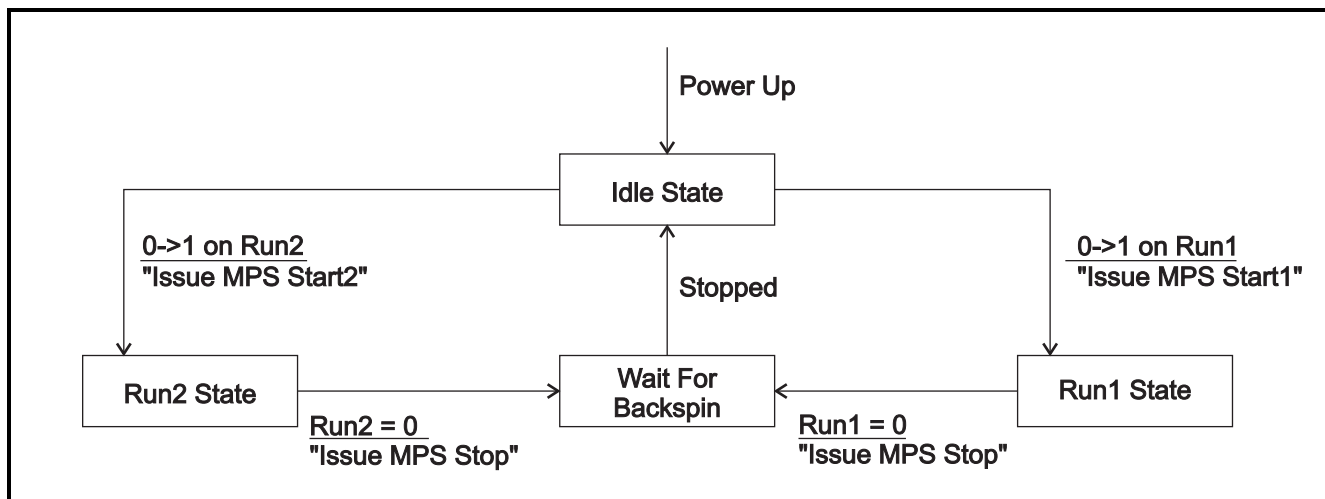 Power Up
Idle State
0->1 on Run2
"Issue MPS Start2"
0->1 on Run1
"Issue MPS Start1"
Stopped
Run2 State
Wait For
Backspin
Run1 State
Run2 = 0
"Issue MPS Stop"
Run1 = 0
"Issue MPS Stop"